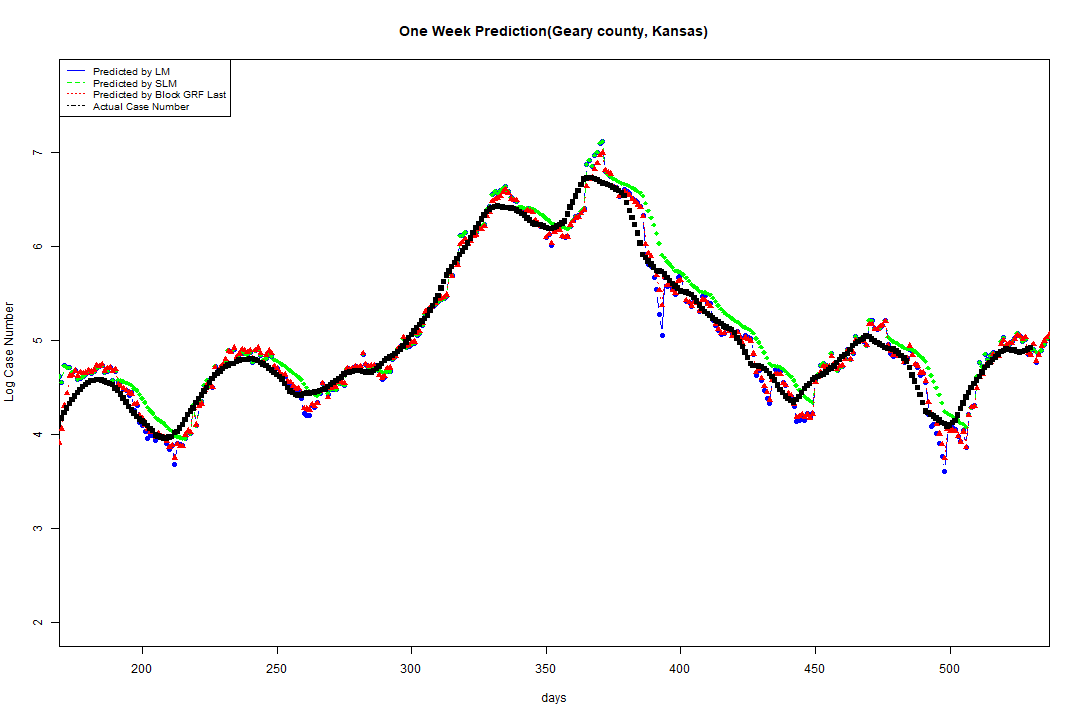 One Week Prediction(Geary county, Kansas)
Predicted by LM
Predicted by SLM
Predicted by Block GRF Last
Actual Case Number
Log Case Number
7
6
5
4
3
2
200 250 300 350 400 450 500
days